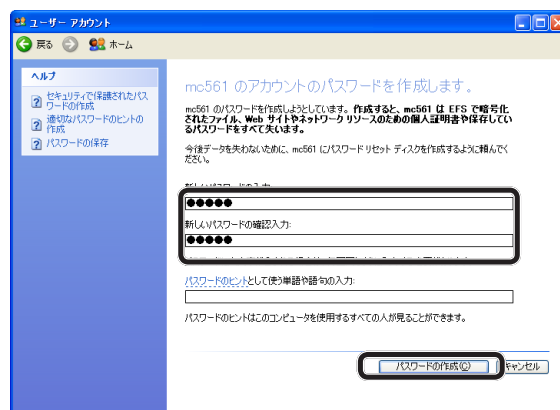 ユーザー アカウント
戻る ホーム
ヘルプ
セキュリティで保護されたパス
ワードの作成
適切なパスワードのヒントの
作成
パスワードの保存
mc561 のアカウントのパスワードを作成します。
mc561 のパスワードを作成しようとしています。作成すると、mc561 は EFS で暗号化
されたファイル、Web サイトやネットワーク リソースのための個人証明書や保存してい
るパスワードをすべて失います。
今後データを失わないために、mc561 にパスワード リセット ディスクを作成するように頼んでく
ださい。
新しいパスワードの入力:
●●●●●
新しいパスワードの確認入力:
●●●●●
パスワードのヒントとして使う単語や語句の入力:
パスワードのヒントはこのコンピュータを使用するすべての人が見ることができます。
パスワードの作成(C) キャンセル